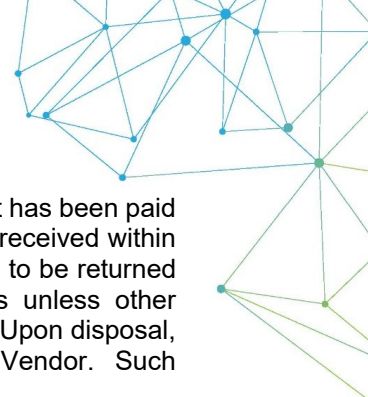 t has been paid
received within
to be returned
s unless other
Upon disposal,
Vendor. Such